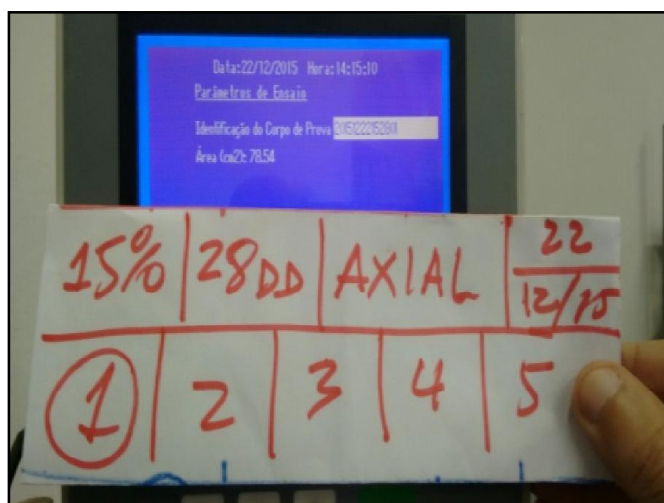 Data:22/12/2015 Hora:14:15:10
Parâmetros de Ensaio
Identificação do Corpo de Prova
Área (cm2): 78.54
15% 28DD AXIAL 22
12/15
1 2 3 4 5